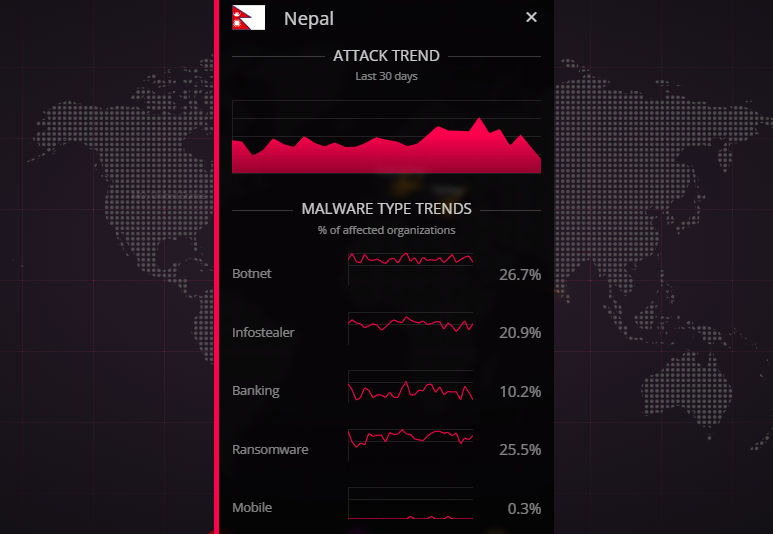 Nepal ✕
ATTACK TREND
Last 30 days
MALWARE TYPE TRENDS
% of affected organizations
Botnet 26.7%
Infostealer 20.9%
Banking 10.2%
Ransomware 25.5%
Mobile 0.3%